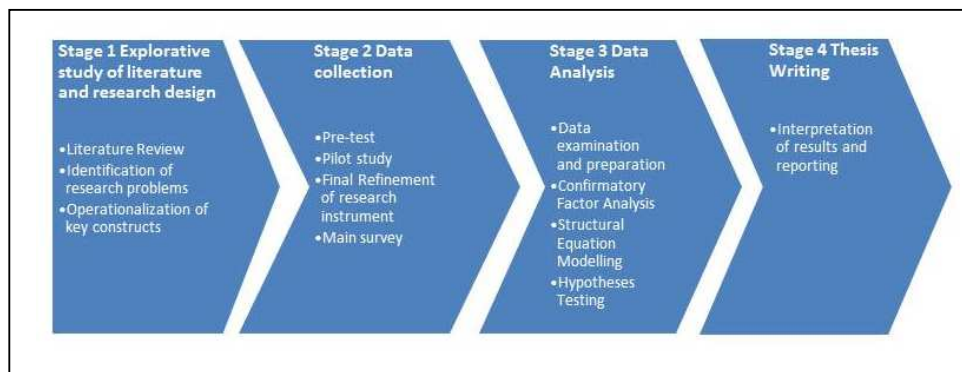 Stage 1 Explorative
study of literature
and research design
•Literature Review
•Identification of
research problems
•Operationalization of
key constructs
Stage 2 Data
collection
•Pre-test
•Pilot study
•Final Refinement
of research
instrument
•Main survey
Stage 3 Data
Analysis
•Data
examination
and preparation
•Confirmatory
Factor Analysis
•Structural
Equation
Modelling
•Hypotheses
Testing
Stage 4 Thesis
Writing
•Interpretation
of results and
reporting